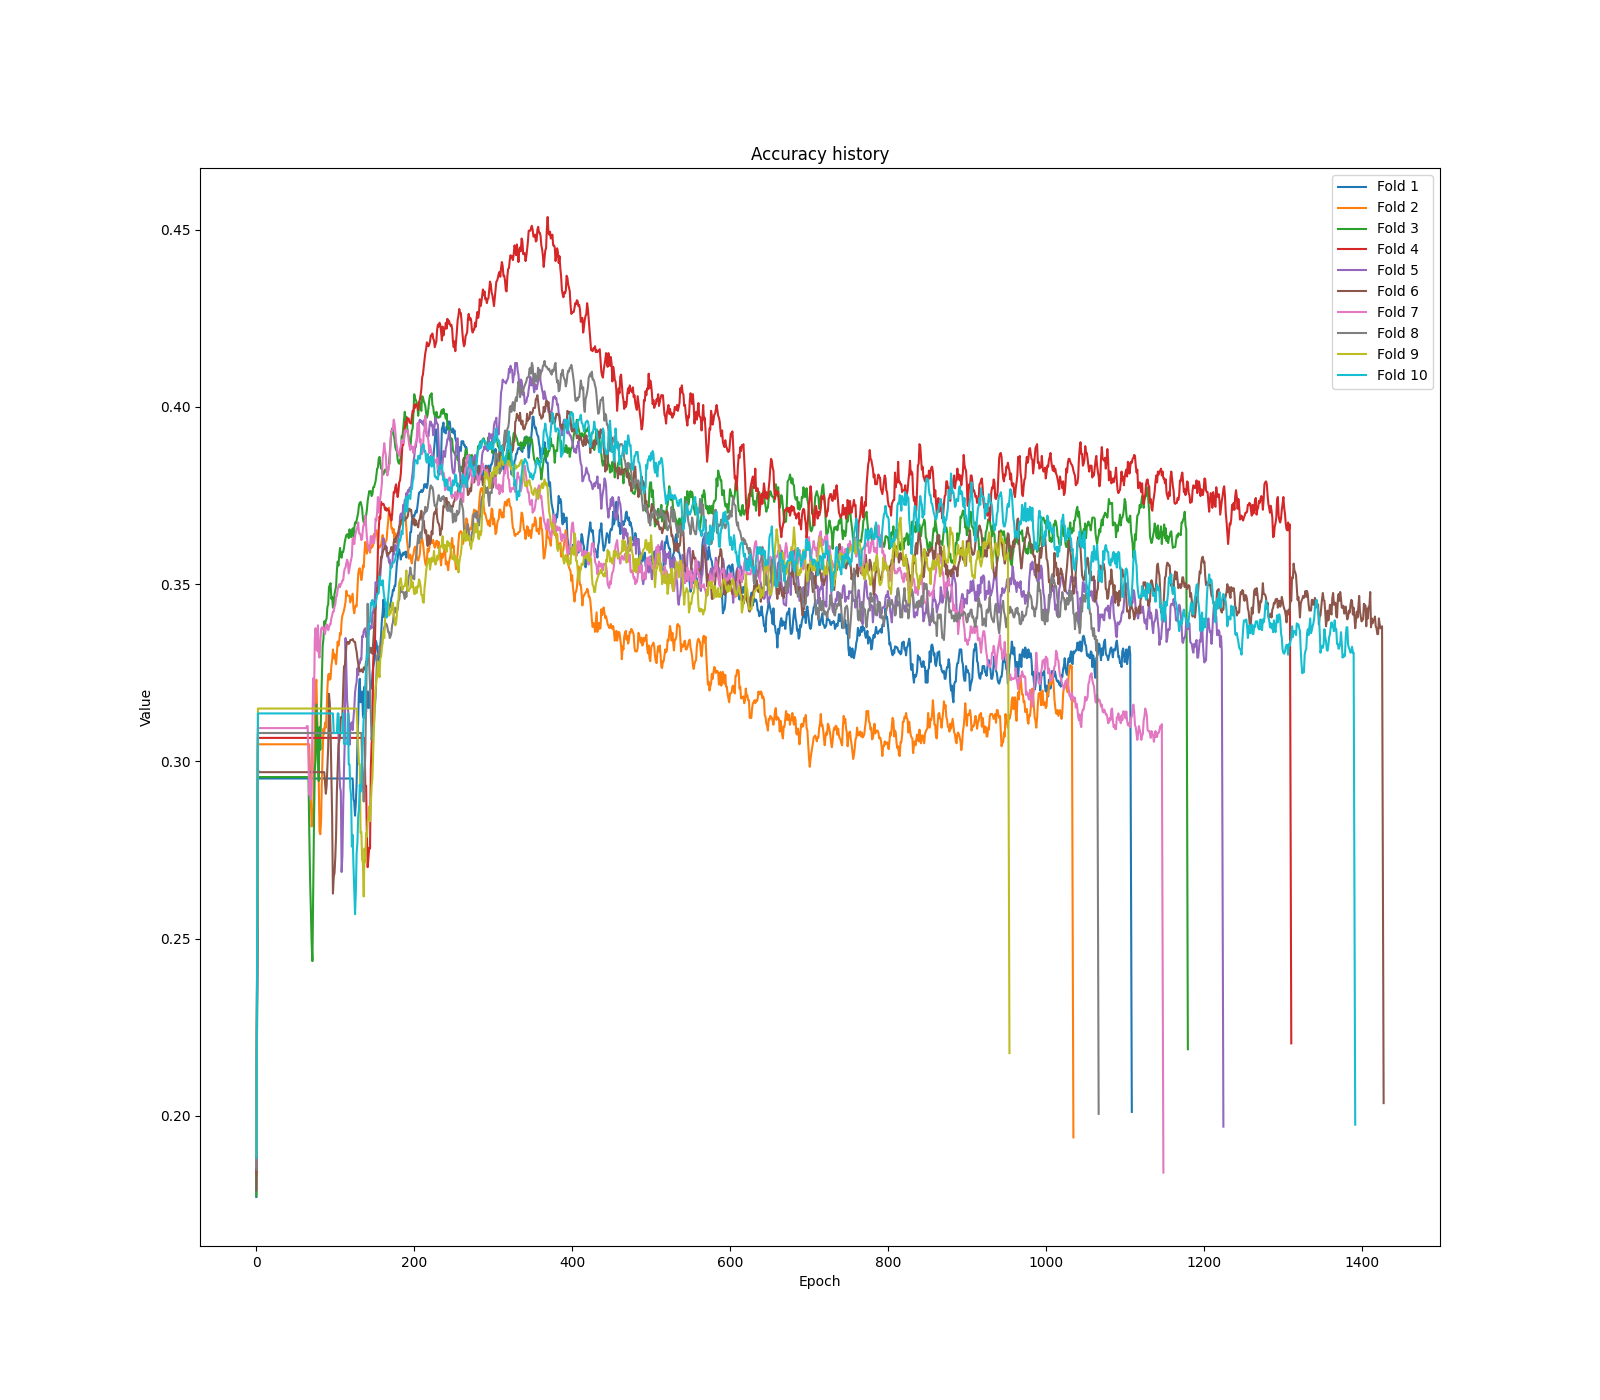 Accuracy history
Fold 1
Fold 2
Fold 3
Fold 4
Fold 5
Fold 6
Fold 7
Fold 8
Fold 9
Fold 10
0.45
0.40
0.35
0.30
0.25
0.20
Value
0
200
400
600
800
1000
1200
1400
Epoch